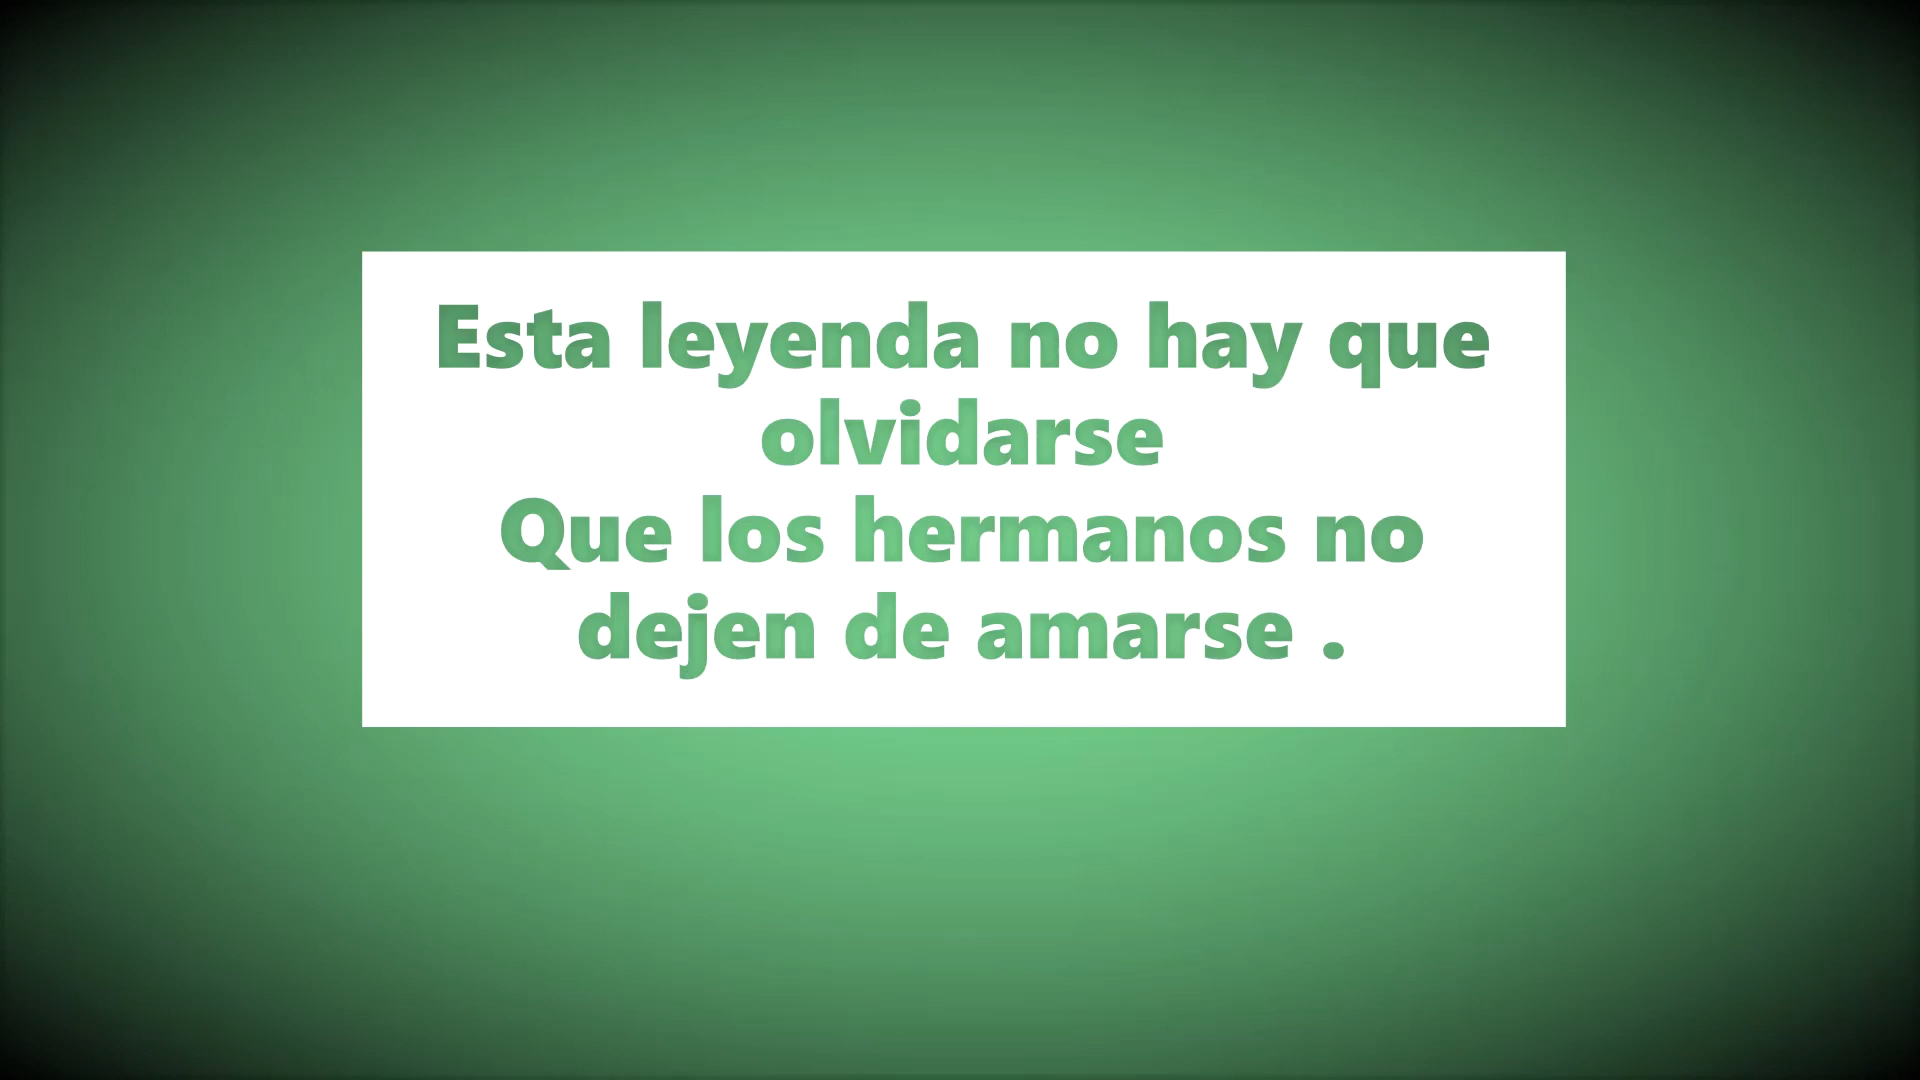 Esta leyenda no hay que
olvidarse
Que los hermanos no
dejen de amarse .